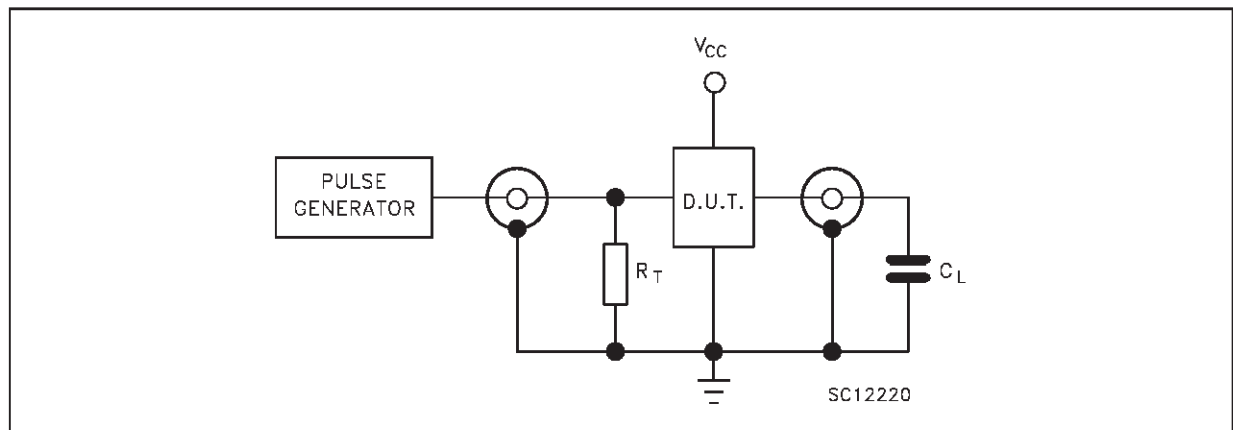 VCC
PULSE
GENERATOR
D.U.T.
RT
CL
SC12220